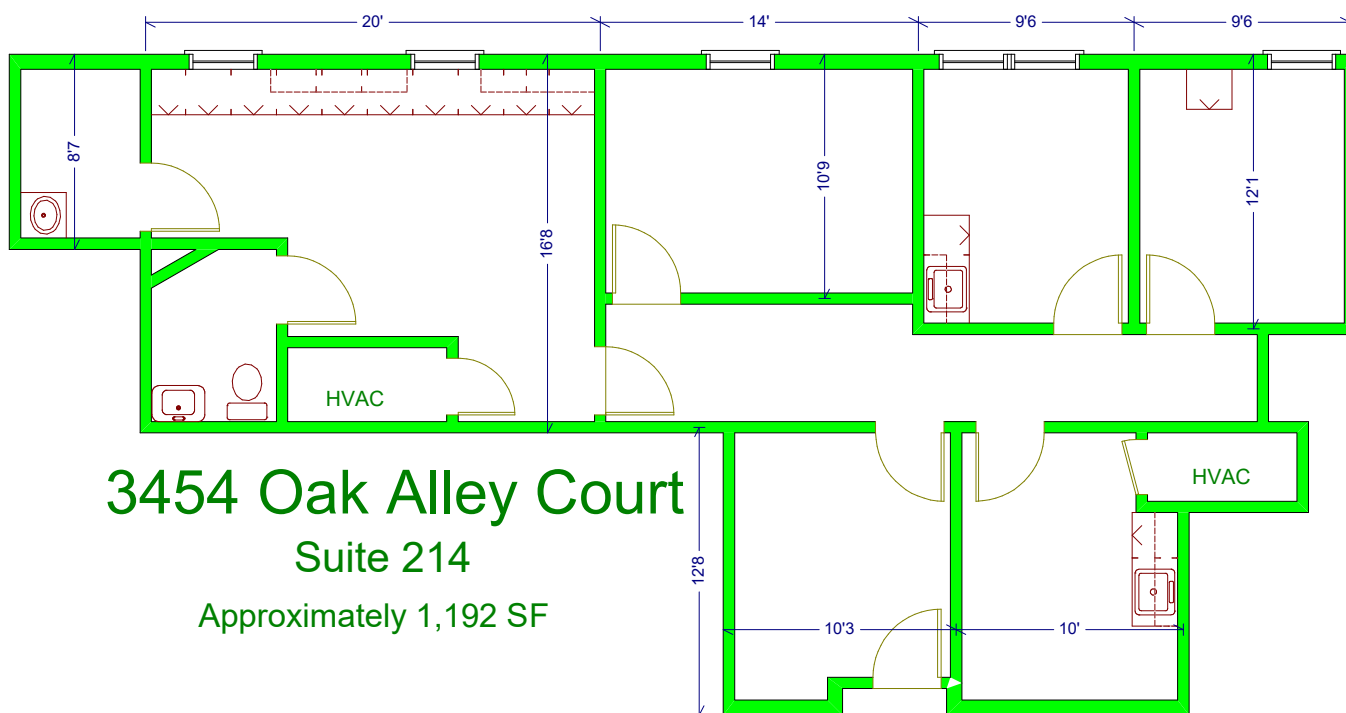 20'
14'
9'6
9'6
8'7
16'8
10'9
12'1
HVAC
HVAC
3454 Oak Alley Court
Suite 214
Approximately 1,192 SF
12'8
10'3
10'